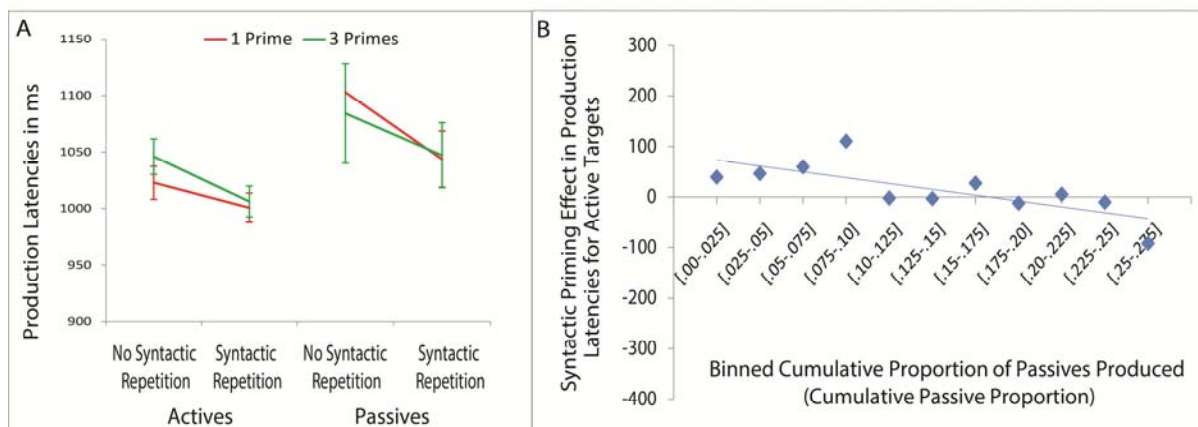 A
1150
1100
1050
1000
950
900
Production Latencies in ms
1 Prime
3 Primes
No Syntactic
Repetition
Syntactic
Repetition
No Syntactic
Repetition
Syntactic
Repetition
Actives
Passives
B
300
200
100
0
-100
-200
-300
-400
Syntactic Priming Effect in Production
Latencies for Active Targets
[.00-.025]
[.025-.05]
[.05-.075]
[.075-.10]
[.10-.125]
[.125-.15]
[.15-.175]
[.175-.20]
[.20-.225]
[.225-.25]
Binned Cumulative Proportion of Passives Produced
(Cumulative Passive Proportion)